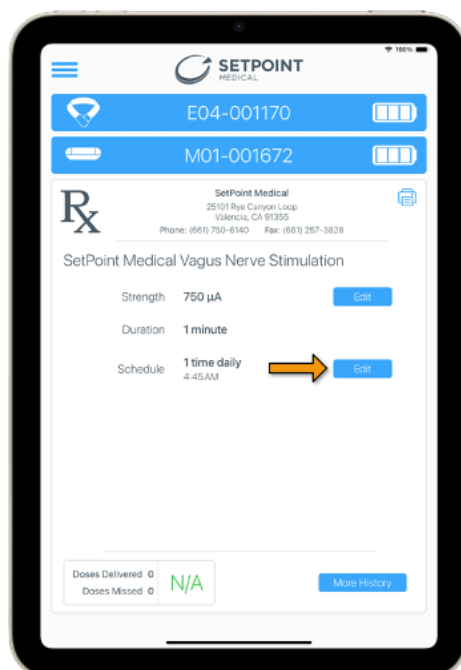 100%
SETPOINT
MEDICAL
E04-001170
M01-001672
Rx
SetPoint Medical
25101 Rye Canyon Loop
Valencia, CA 91355
Phone: (661) 750-6140 Fax: (661) 257-3828
SetPoint Medical Vagus Nerve Stimulation
Strength 750 µA Edit
Duration 1 minute
Schedule 1 time daily Edit
4:45AM
Doses Delivered 0
Doses Missed 0
N/A
More History